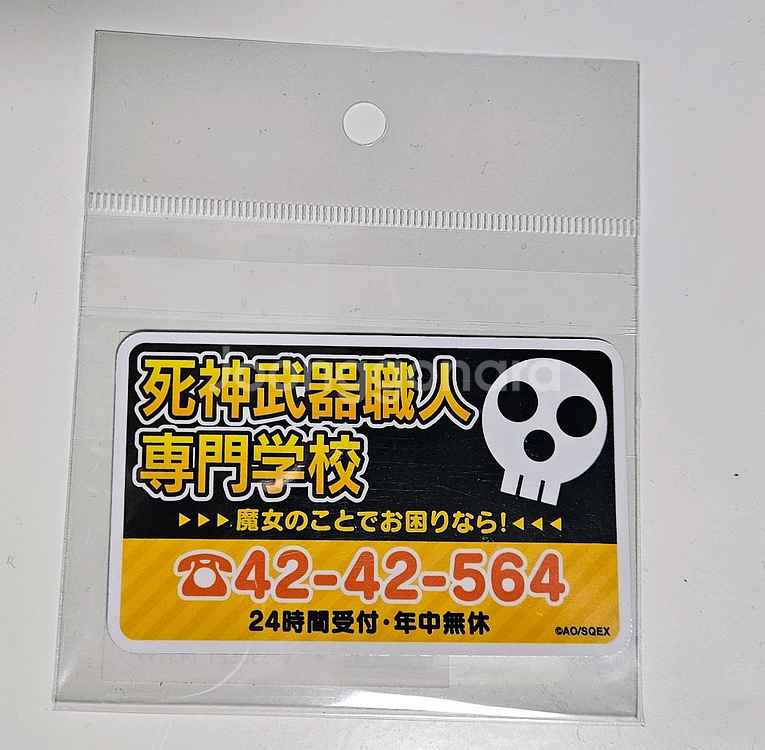 死神武器職人
専門学校
▶▶▶魔女のことでお困りなら!◀◀◀
☎42-42-564
24時間受付・年中無休
©AO/SQEX